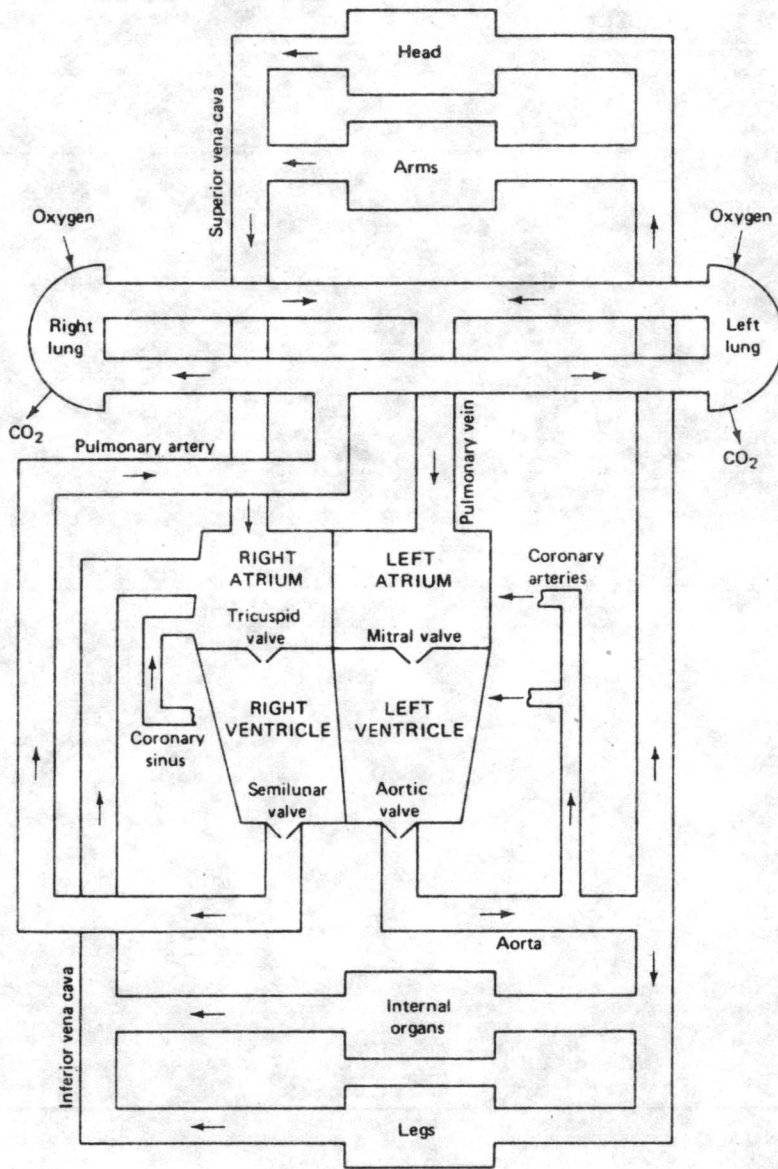 Head
Superior vena cava
Arms
Oxygen
Oxygen
Right
lung
Left
lung
CO2
CO2
Pulmonary artery
Pulmonary vein
RIGHT
ATRIUM
LEFT
ATRIUM
Coronary
arteries
Tricuspid
valve
Mitral valve
RIGHT
VENTRICLE
LEFT
VENTRICLE
Coronary
sinus
Semilunar
valve
Aortic
valve
Aorta
Inferior vena cava
Internal
organs
Legs